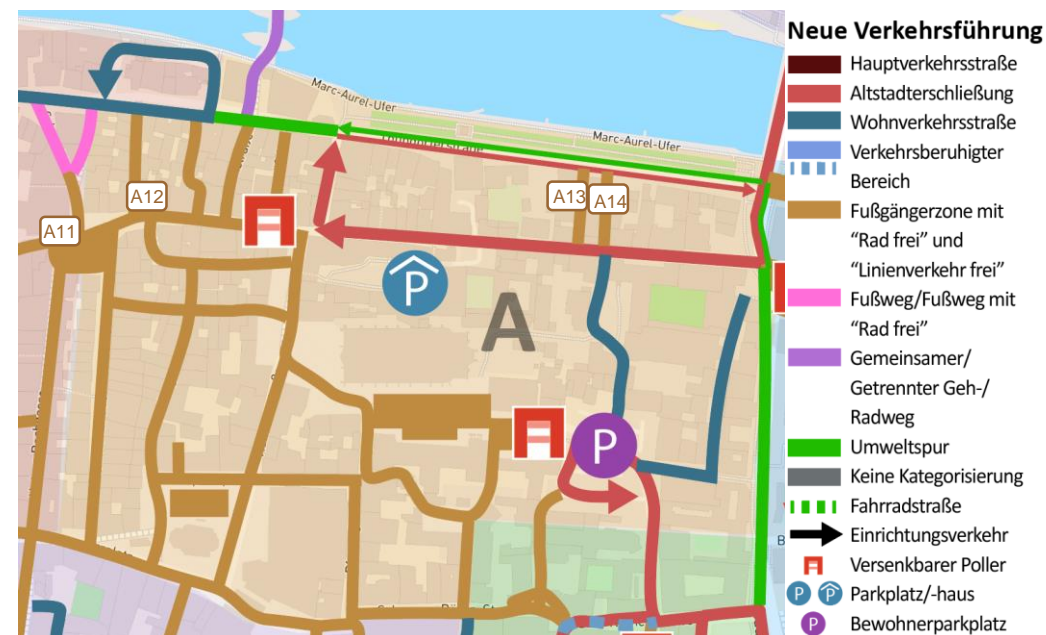 Neue Verkehrsführung
Hauptverkehrsstraße
Altstadterschließung
Wohnverkehrsstraße
Verkehrsberuhigter
Bereich
Fußgängerzone mit
“Rad frei” und
“Linienverkehr frei”
Fußweg/Fußweg mit
“Rad frei”
Gemeinsamer/
Getrennter Geh-/
Radweg
Umweltspur
Keine Kategorisierung
Fahrradstraße
Einrichtungsverkehr
Versenkbarer Poller
P P Parkplatz/-haus
P Bewohnerparkplatz
Marc-Aurel-Ufer
Marc-Aurel-Ufer
A12
A13
A14
A11
P
A
P